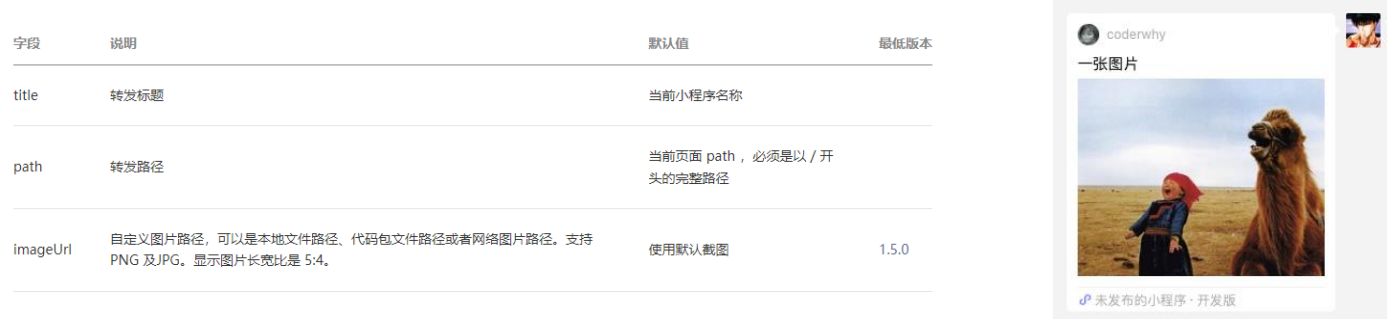 字段 说明 默认值 最低版本
title 转发标题 当前小程序名称
path 转发路径 当前页面 path ，必须是以 / 开
头的完整路径
imageUrl 自定义图片路径，可以是本地文件路径、代码包文件路径或者网络图片路径。支持
PNG 及JPG。显示图片长宽比是 5:4。 使用默认截图 1.5.0
coderwhy
一张图片
未发布的小程序 · 开发版